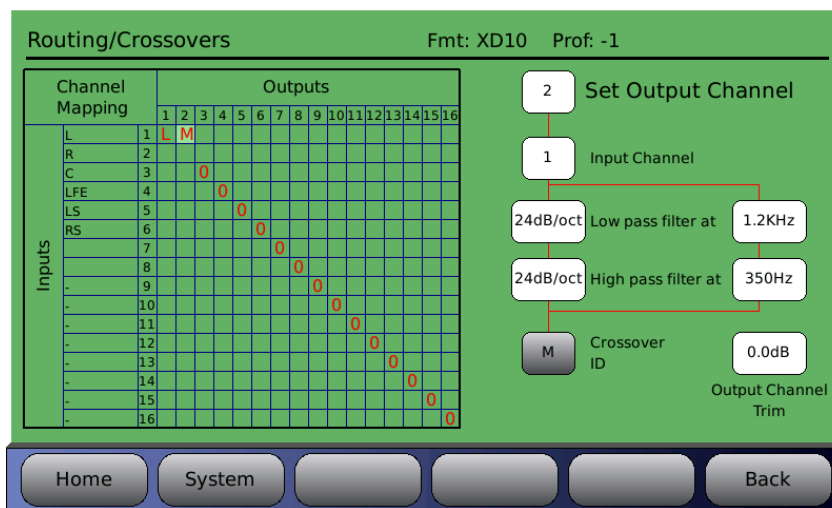 Routing/Crossovers Fmt: XD10 Prof: -1
Channel Mapping Outputs
1 2 3 4 5 6 7 8 9 10 11 12 13 14 15 16
Inputs
L 1 L M
R 2
C 3 0
LFE 4 0
LS 5 0
RS 6 0
7 0
8 0
- 9 0
- 10 0
- 11 0
- 12 0
- 13 0
- 14 0
- 15 0
- 16 0
2 Set Output Channel
1 Input Channel
24dB/oct Low pass filter at 1.2KHz
24dB/oct High pass filter at 350Hz
M Crossover ID 0.0dB
Output Channel
Trim
Home System Back